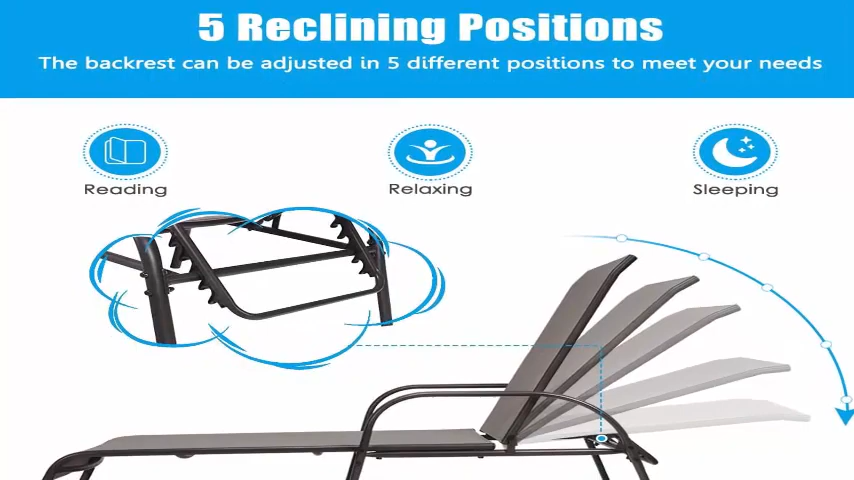 5 Reclining Positions
The backrest can be adjusted in 5 different positions to meet your needs
Reading
Relaxing
Sleeping